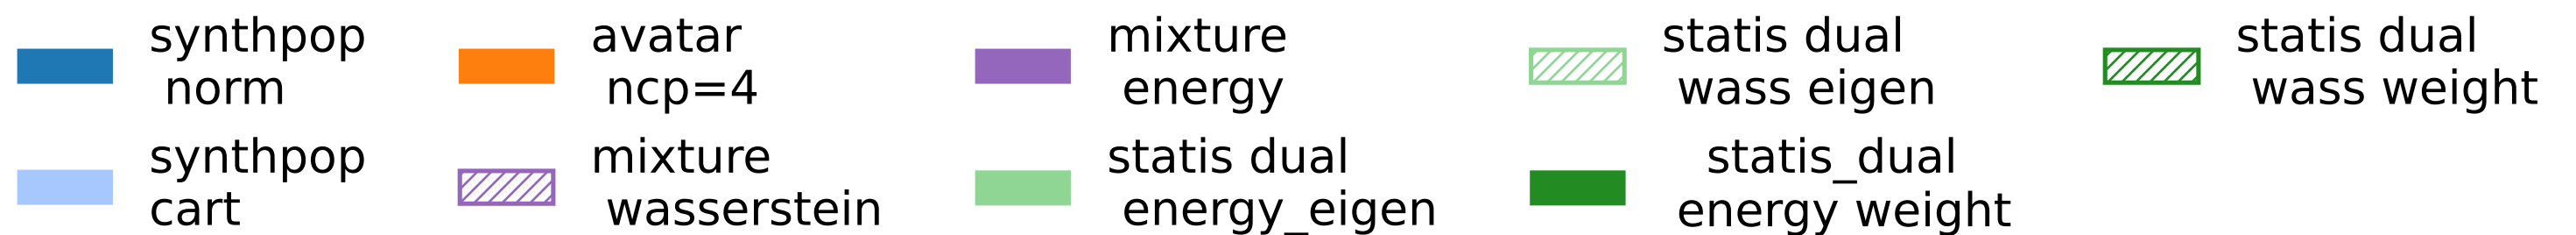 synthpop
norm
synthpop
cart
avatar
ncp=4
mixture
wasserstein
mixture
energy
statis dual
energy_eigen
statis dual
wass eigen
statis_dual
energy weight
statis dual
wass weight